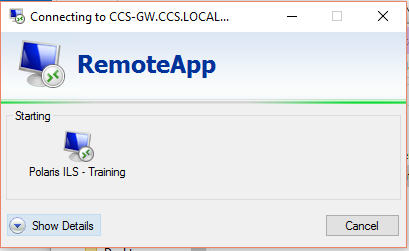 Connecting to CCS-GW.CCS.LOCAL...
RemoteApp
Starting
Polaris ILS - Training
Show Details
Cancel